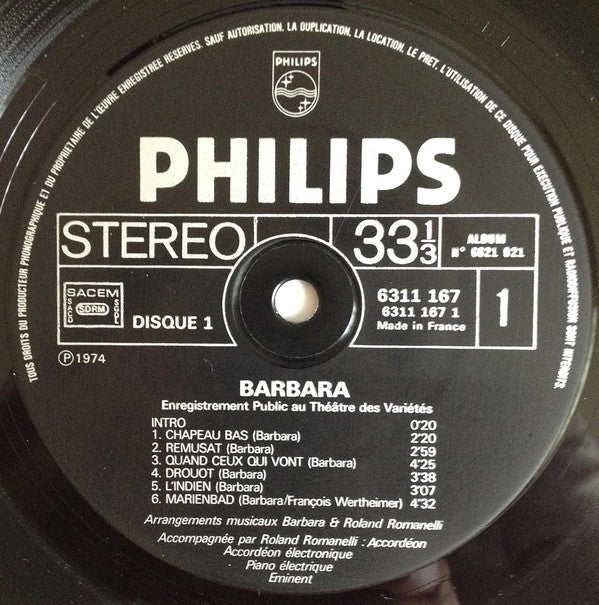 TOUS DROITS DU PRODUCTEUR PHONOGRAPHIQUE ET DU PROPRIETAIRE DE L'ŒUVRE ENREGISTREE RESERVES. SAUF AUTORISATION, LA DUPLICATION, LA LOCATION, LE PRET, L'UTILISATION DE CE DISQUE POUR EXECUTION PUBLIQUE ET RADIODIFFUSION SONT INTERDITS.
PHILIPS
PHILIPS
STEREO
33 1/3
ALBUM
N° 6621 021
SACEM
SACD
SDRM
SGDL
DISQUE 1
6311 167
6311 167 1
Made in France
1
Ⓟ 1974
BARBARA
Enregistrement Public au Théâtre des Variétés
INTRO 0'20
1. CHAPEAU BAS (Barbara) 2'20
2. REMUSAT (Barbara) 2'59
3. QUAND CEUX QUI VONT (Barbara) 4'25
4. DROUOT (Barbara) 3'38
5. L'INDIEN (Barbara) 3'07
6. MARIENBAD (Barbara/François Wertheimer) 4'32
Arrangements musicaux Barbara & Roland Romanelli
Accompagnée par Roland Romanelli : Accordéon
Accordéon électronique
Piano électrique
Eminent